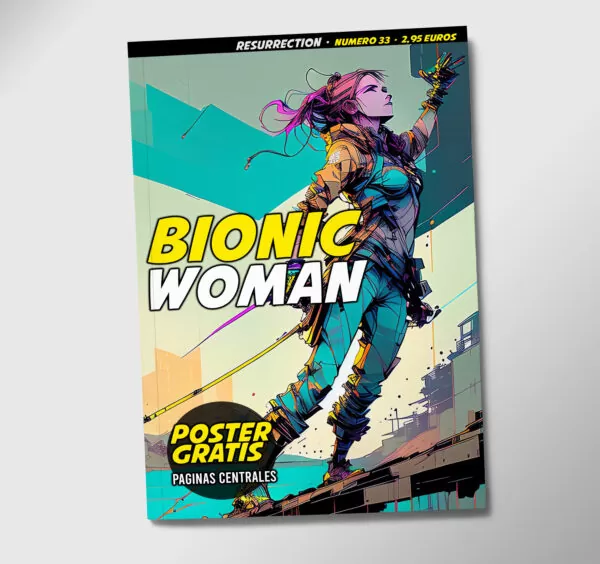 RESURRECTION • NUMERO 33 • 2,95 EUROS
BIONIC
WOMAN
POSTER
GRATIS
PAGINAS CENTRALES